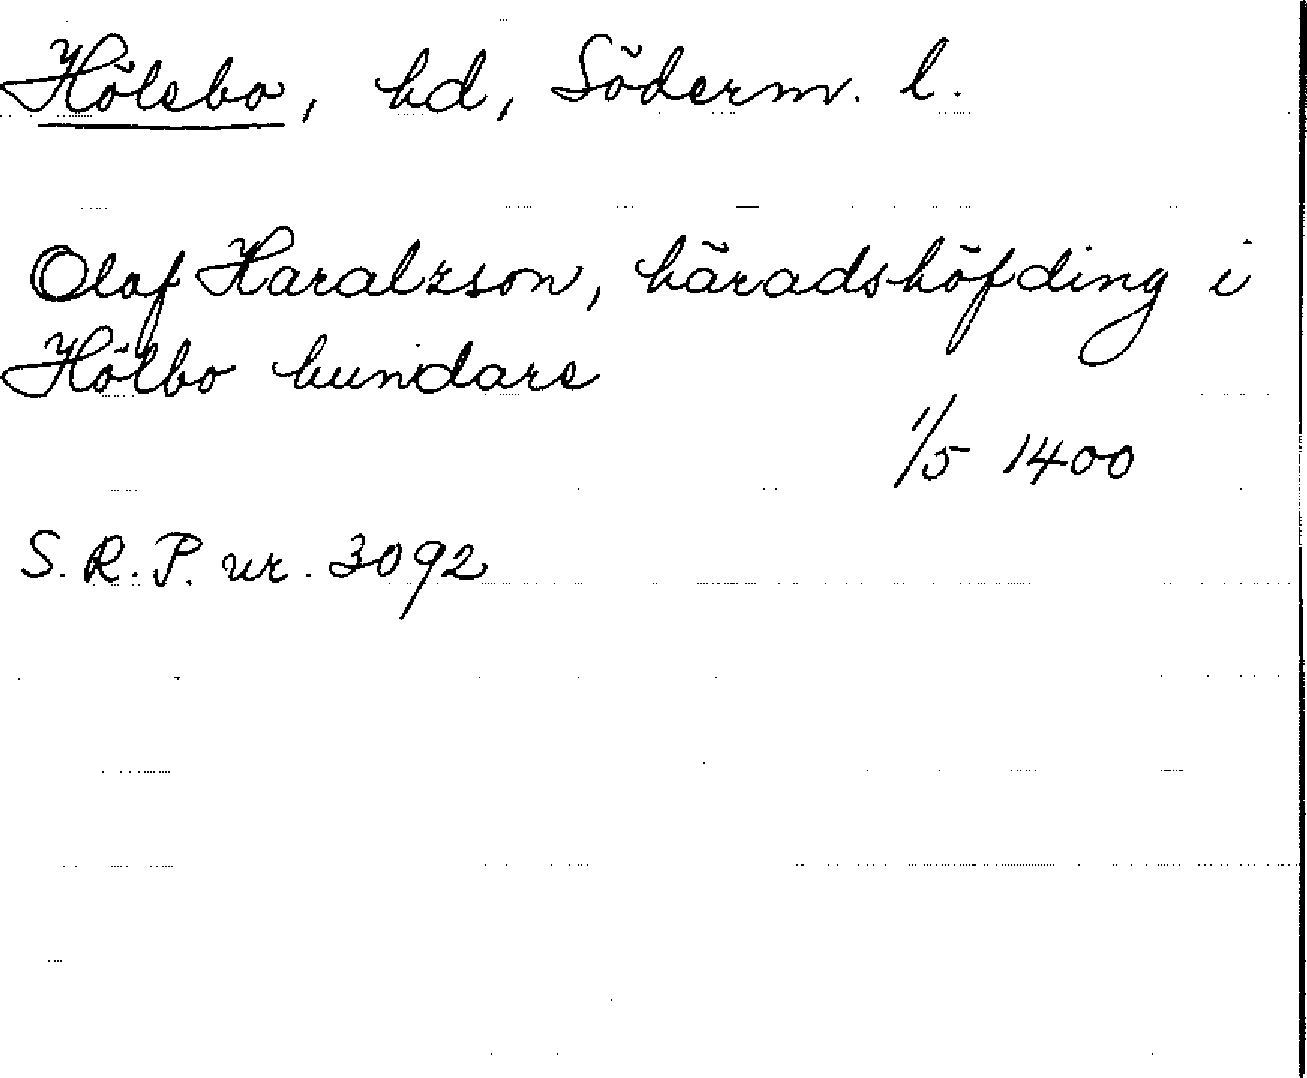 Hölebo, hd, Söderm. l.
Olaf Haralzson, häradshöfding i
Hölbo hundare
1/5 1400
S. R. P. nr. 3092